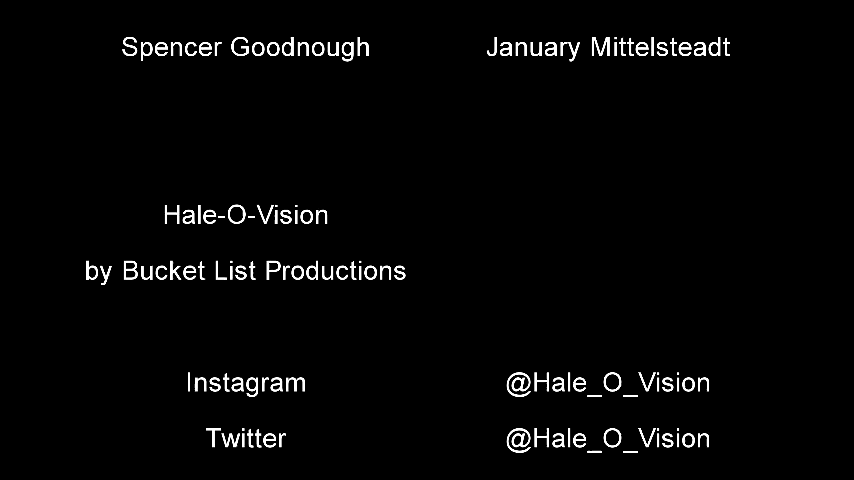 Spencer Goodnough January Mittelsteadt
Hale-O-Vision
by Bucket List Productions
Instagram @Hale_O_Vision
Twitter @Hale_O_Vision